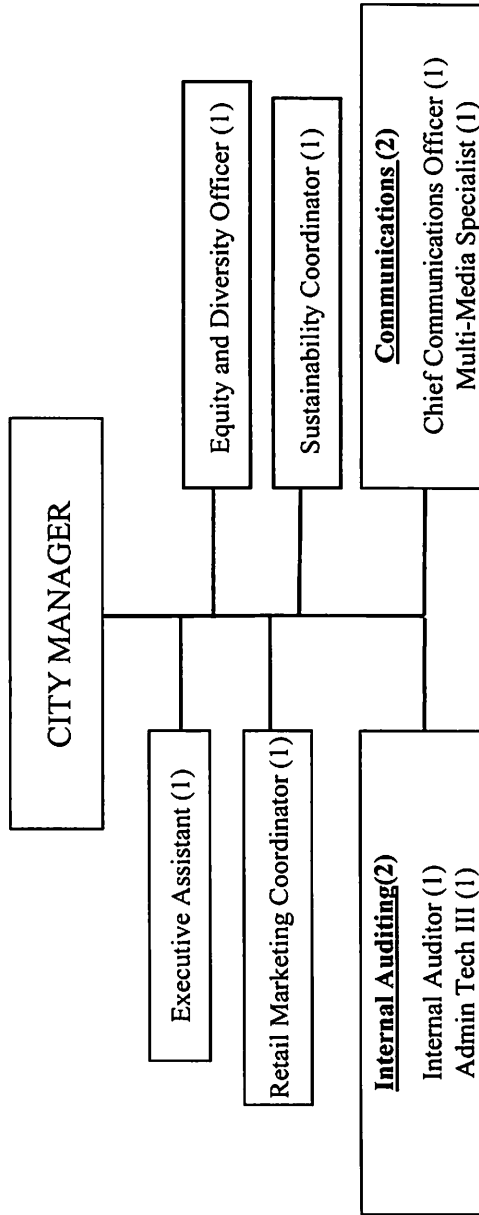 CITY MANAGER
Executive Assistant (1)
Equity and Diversity Officer (1)
Retail Marketing Coordinator (1)
Sustainability Coordinator (1)
Internal Auditing(2)
Internal Auditor (1)
Admin Tech III (1)
Communications (2)
Chief Communications Officer (1)
Multi-Media Specialist (1)